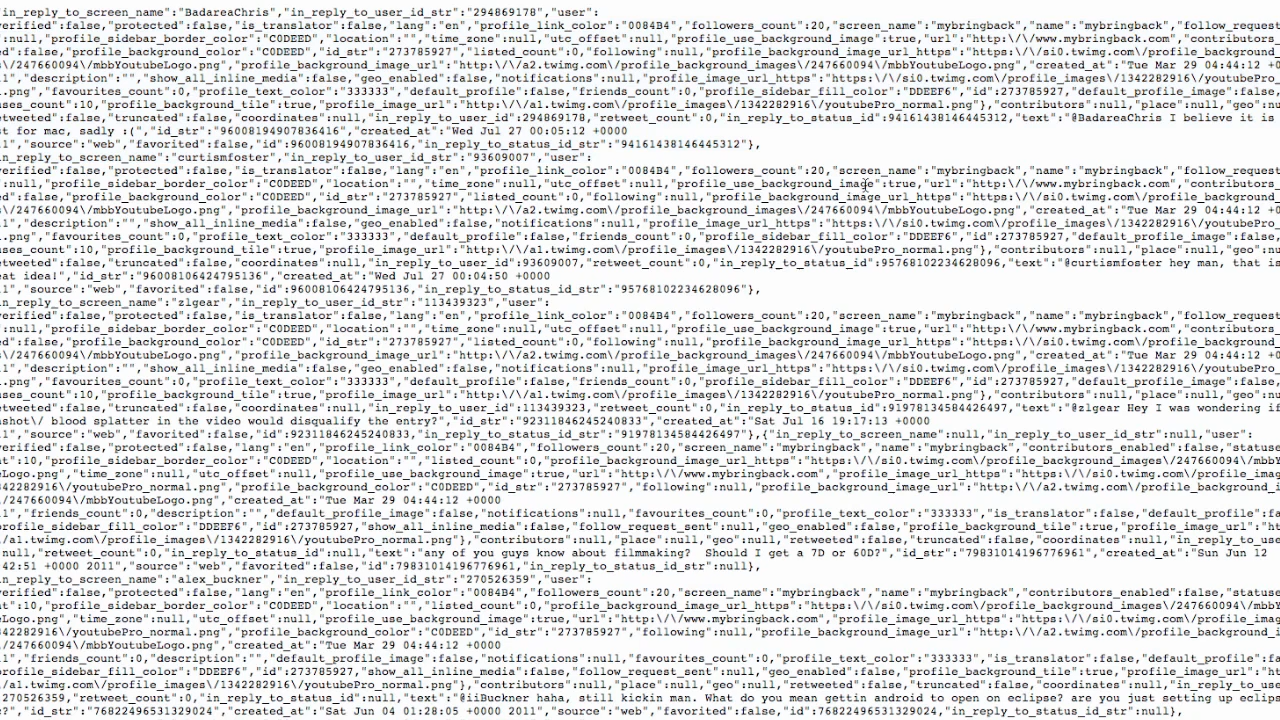 in_reply_to_screen_name":"BadareaChris","in_reply_to_user_id_str":"294869178","user":
erified":false,"protected":false,"is_translator":false,"lang":"en","profile_link_color":"0084B4","followers_count":20,"screen_name":"mybringback","name":"mybringback","follow_request
":null,"profile_sidebar_border_color":"C0DEED","location":"","time_zone":null,"utc_offset":null,"profile_use_background_image":true,"url":"http:\/\/www.mybringback.com","contributors
ed":false,"profile_background_color":"C0DEED","id_str":"273785927","listed_count":0,"following":null,"profile_background_image_url_https":"https:\/\/si0.twimg.com\/profile_background
s\/247660094\/mbbYoutubeLogo.png","profile_background_image_url":"http:\/\/a2.twimg.com\/profile_background_images\/247660094\/mbbYoutubeLogo.png","created_at":"Tue Mar 29 04:44:12 +0
l","description":"","show_all_inline_media":false,"geo_enabled":false,"notifications":null,"profile_image_url_https":"https:\/\/si0.twimg.com\/profile_images\/1342282916\/youtubePro_
.png","favourites_count":0,"profile_text_color":"333333","default_profile":false,"friends_count":0,"profile_sidebar_fill_color":"DDEEF6","id":273785927,"default_profile_image":false,
uses_count":10,"profile_background_tile":true,"profile_image_url":"http:\/\/a1.twimg.com\/profile_images\/1342282916\/youtubePro_normal.png"},"contributors":null,"place":null,"geo":n
etweeted":false,"truncated":false,"coordinates":null,"in_reply_to_user_id":294869178,"retweet_count":0,"in_reply_to_status_id":94161438146445312,"text":"@BadareaChris I believe it is
st for mac, sadly :(","id_str":"96008194907836416","created_at":"Wed Jul 27 00:05:12 +0000
1","source":"web","favorited":false,"id":96008194907836416,"in_reply_to_status_id_str":"94161438146445312"},
in_reply_to_screen_name":"curtismfoster","in_reply_to_user_id_str":"93609007","user":
erified":false,"protected":false,"is_translator":false,"lang":"en","profile_link_color":"0084B4","followers_count":20,"screen_name":"mybringback","name":"mybringback","follow_request
":null,"profile_sidebar_border_color":"C0DEED","location":"","time_zone":null,"utc_offset":null,"profile_use_background_image":true,"url":"http:\/\/www.mybringback.com","contributors
ed":false,"profile_background_color":"C0DEED","id_str":"273785927","listed_count":0,"following":null,"profile_background_image_url_https":"https:\/\/si0.twimg.com\/profile_background
s\/247660094\/mbbYoutubeLogo.png","profile_background_image_url":"http:\/\/a2.twimg.com\/profile_background_images\/247660094\/mbbYoutubeLogo.png","created_at":"Tue Mar 29 04:44:12 +0
l","description":"","show_all_inline_media":false,"geo_enabled":false,"notifications":null,"profile_image_url_https":"https:\/\/si0.twimg.com\/profile_images\/1342282916\/youtubePro_
.png","favourites_count":0,"profile_text_color":"333333","default_profile":false,"friends_count":0,"profile_sidebar_fill_color":"DDEEF6","id":273785927,"default_profile_image":false,
uses_count":10,"profile_background_tile":true,"profile_image_url":"http:\/\/a1.twimg.com\/profile_images\/1342282916\/youtubePro_normal.png"},"contributors":null,"place":null,"geo":n
etweeted":false,"truncated":false,"coordinates":null,"in_reply_to_user_id":93609007,"retweet_count":0,"in_reply_to_status_id":95768102234628096,"text":"@curtismfoster hey man, that is
eat idea!","id_str":"96008106424795136","created_at":"Wed Jul 27 00:04:50 +0000
1","source":"web","favorited":false,"id":96008106424795136,"in_reply_to_status_id_str":"95768102234628096"},
in_reply_to_screen_name":"zlgear","in_reply_to_user_id_str":"113439323","user":
erified":false,"protected":false,"is_translator":false,"lang":"en","profile_link_color":"0084B4","followers_count":20,"screen_name":"mybringback","name":"mybringback","follow_request
":null,"profile_sidebar_border_color":"C0DEED","location":"","time_zone":null,"utc_offset":null,"profile_use_background_image":true,"url":"http:\/\/www.mybringback.com","contributors
ed":false,"profile_background_color":"C0DEED","id_str":"273785927","listed_count":0,"following":null,"profile_background_image_url_https":"https:\/\/si0.twimg.com\/profile_background
s\/247660094\/mbbYoutubeLogo.png","profile_background_image_url":"http:\/\/a2.twimg.com\/profile_background_images\/247660094\/mbbYoutubeLogo.png","created_at":"Tue Mar 29 04:44:12 +0
l","description":"","show_all_inline_media":false,"geo_enabled":false,"notifications":null,"profile_image_url_https":"https:\/\/si0.twimg.com\/profile_images\/1342282916\/youtubePro_
.png","favourites_count":0,"profile_text_color":"333333","default_profile":false,"friends_count":0,"profile_sidebar_fill_color":"DDEEF6","id":273785927,"default_profile_image":false,
uses_count":10,"profile_background_tile":true,"profile_image_url":"http:\/\/a1.twimg.com\/profile_images\/1342282916\/youtubePro_normal.png"},"contributors":null,"place":null,"geo":n
etweeted":false,"truncated":false,"coordinates":null,"in_reply_to_user_id":113439323,"retweet_count":0,"in_reply_to_status_id":91978134584426497,"text":"@zlgear Hey I was wondering if
shot\/ blood splatter in the video would disqualify the entry?","id_str":"92311846245240833","created_at":"Sat Jul 16 19:17:13 +0000
1","source":"web","favorited":false,"id":92311846245240833,"in_reply_to_status_id_str":"91978134584426497"},{"in_reply_to_screen_name":null,"in_reply_to_user_id_str":null,"user":
erified":false,"protected":false,"lang":"en","profile_link_color":"0084B4","followers_count":20,"screen_name":"mybringback","name":"mybringback","contributors_enabled":false,"statuse
t":10,"profile_sidebar_border_color":"C0DEED","location":"","listed_count":0,"profile_background_image_url_https":"https:\/\/si0.twimg.com\/profile_background_images\/247660094\/mbbY
Logo.png","time_zone":null,"utc_offset":null,"profile_use_background_image":true,"url":"http:\/\/www.mybringback.com","profile_image_url_https":"https:\/\/si0.twimg.com\/profile_imag
42282916\/youtubePro_normal.png","profile_background_color":"C0DEED","id_str":"273785927","following":null,"profile_background_image_url":"http:\/\/a2.twimg.com\/profile_background_i
\/247660094\/mbbYoutubeLogo.png","created_at":"Tue Mar 29 04:44:12 +0000
1","friends_count":0,"description":"","default_profile_image":false,"notifications":null,"favourites_count":0,"profile_text_color":"333333","is_translator":false,"default_profile":fa
profile_sidebar_fill_color":"DDEEF6","id":273785927,"show_all_inline_media":false,"follow_request_sent":null,"geo_enabled":false,"profile_background_tile":true,"profile_image_url":"ht
/a1.twimg.com\/profile_images\/1342282916\/youtubePro_normal.png"},"contributors":null,"place":null,"geo":null,"retweeted":false,"truncated":false,"coordinates":null,"in_reply_to_user
null,"retweet_count":0,"in_reply_to_status_id":null,"text":"any of you guys know about filmmaking?  Should I get a 7D or 60D?","id_str":"79831014196776961","created_at":"Sun Jun 12
42:51 +0000 2011","source":"web","favorited":false,"id":79831014196776961,"in_reply_to_status_id_str":null},
in_reply_to_screen_name":"alex_buckner","in_reply_to_user_id_str":"270526359","user":
erified":false,"protected":false,"lang":"en","profile_link_color":"0084B4","followers_count":20,"screen_name":"mybringback","name":"mybringback","contributors_enabled":false,"statuse
t":10,"profile_sidebar_border_color":"C0DEED","location":"","listed_count":0,"profile_background_image_url_https":"https:\/\/si0.twimg.com\/profile_background_images\/247660094\/mbbY
Logo.png","time_zone":null,"utc_offset":null,"profile_use_background_image":true,"url":"http:\/\/www.mybringback.com","profile_image_url_https":"https:\/\/si0.twimg.com\/profile_imag
42282916\/youtubePro_normal.png","profile_background_color":"C0DEED","id_str":"273785927","following":null,"profile_background_image_url":"http:\/\/a2.twimg.com\/profile_background_i
\/247660094\/mbbYoutubeLogo.png","created_at":"Tue Mar 29 04:44:12 +0000
1","friends_count":0,"description":"","default_profile_image":false,"notifications":null,"favourites_count":0,"profile_text_color":"333333","is_translator":false,"default_profile":fa
profile_sidebar_fill_color":"DDEEF6","id":273785927,"show_all_inline_media":false,"follow_request_sent":null,"geo_enabled":false,"profile_background_tile":true,"profile_image_url":"ht
/a1.twimg.com\/profile_images\/1342282916\/youtubePro_normal.png"},"contributors":null,"place":null,"geo":null,"retweeted":false,"truncated":false,"coordinates":null,"in_reply_to_user
270526359,"retweet_count":0,"in_reply_to_status_id":null,"text":"@iiBuckner haha, still kickin man. What do you mean gettin android to open on eclipse? are you just setting up eclips
?","id_str":"76822496531329024","created_at":"Sat Jun 04 01:28:05 +0000 2011","source":"web","favorited":false,"id":76822496531329024,"in_reply_to_status_id_str":null},